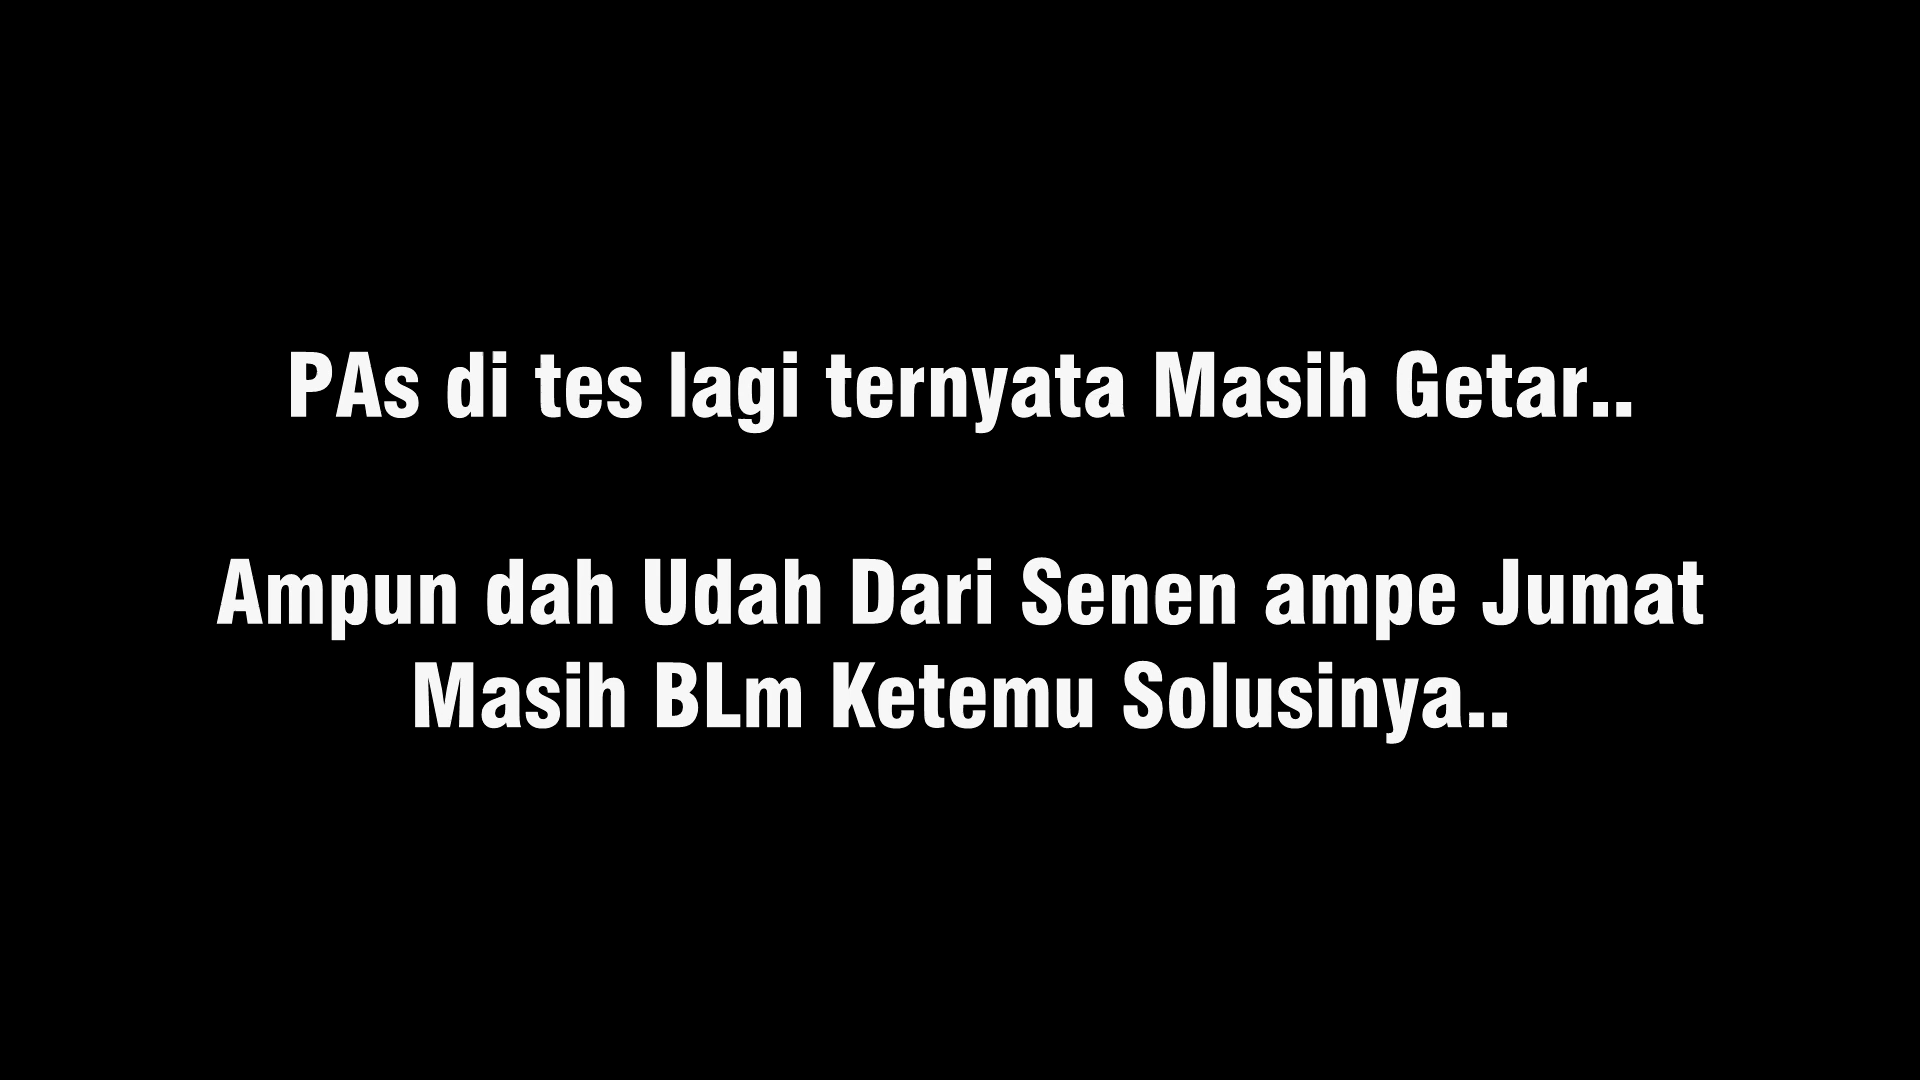 PAs di tes lagi ternyata Masih Getar..
Ampun dah Udah Dari Senen ampe Jumat
Masih BLm Ketemu Solusinya..